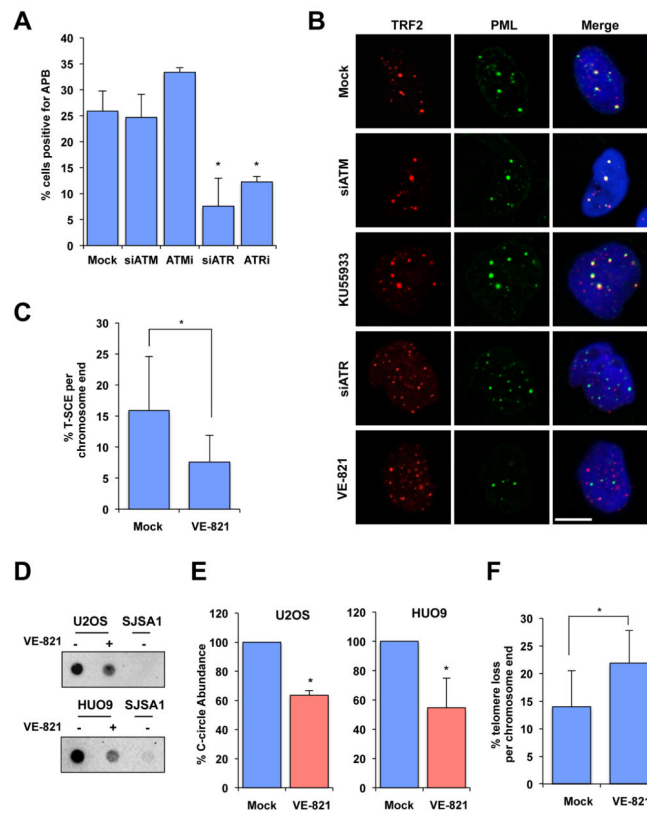 A
% cells positive for APB
40
35
30
25
20
15
10
5
0
Mock siATM ATMi siATR ATRi
* *
B
TRF2 PML Merge
Mock
siATM
KU55933
siATR
VE-821
C
% T-SCE per
chromosome end
30
25
20
15
10
5
0
*
Mock VE-821
D
U2OS SJSA1
VE-821 - + -
HUO9 SJSA1
VE-821 - + -
E
% C-circle Abundance
U2OS
120
100
80
60
40
20
0
*
Mock VE-821
HUO9
120
100
80
60
40
20
0
*
Mock VE-821
F
% telomere loss
per chromosome end
30
25
20
15
10
5
0
*
Mock VE-821